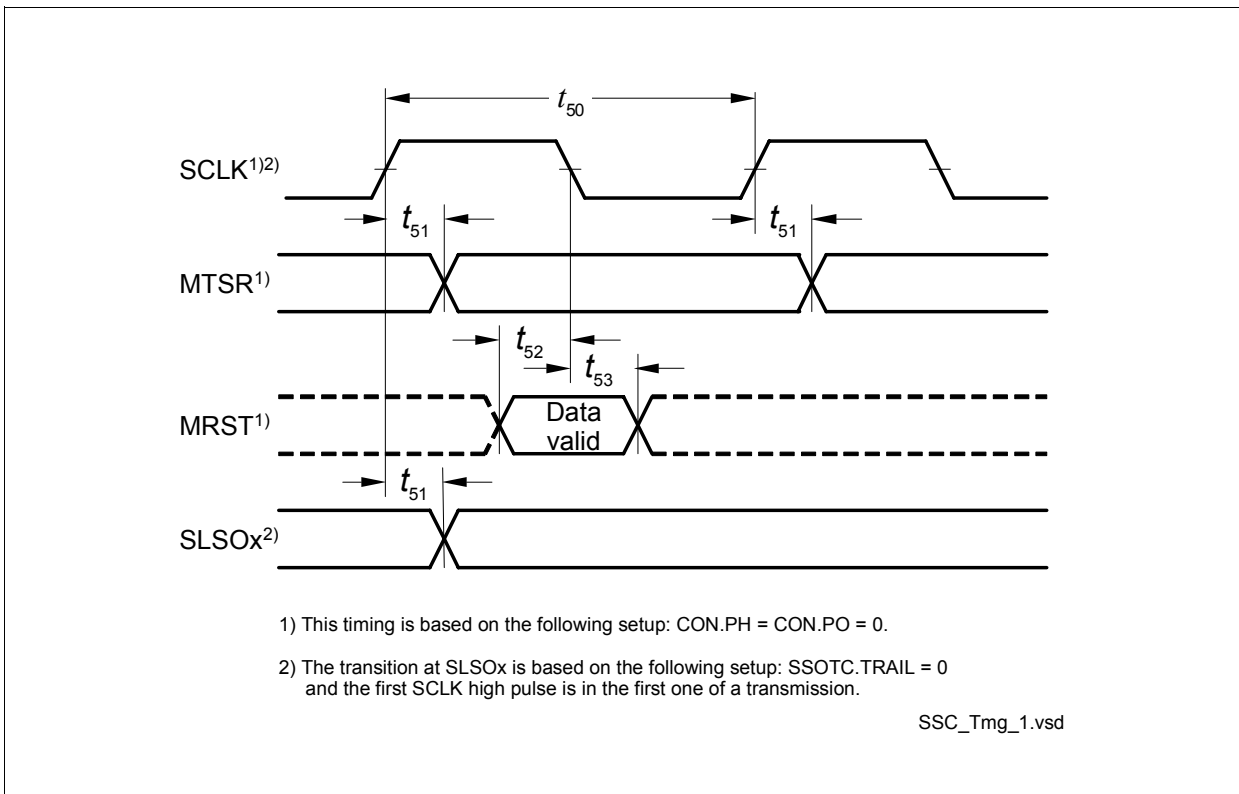 t50
SCLK1)2)
t51
t51
MTSR1)
t52
t53
MRST1)
Data
valid
t51
SLSOx2)
1) This timing is based on the following setup: CON.PH = CON.PO = 0.
2) The transition at SLSOx is based on the following setup: SSOTC.TRAIL = 0
and the first SCLK high pulse is in the first one of a transmission.
SSC_Tmg_1.vsd